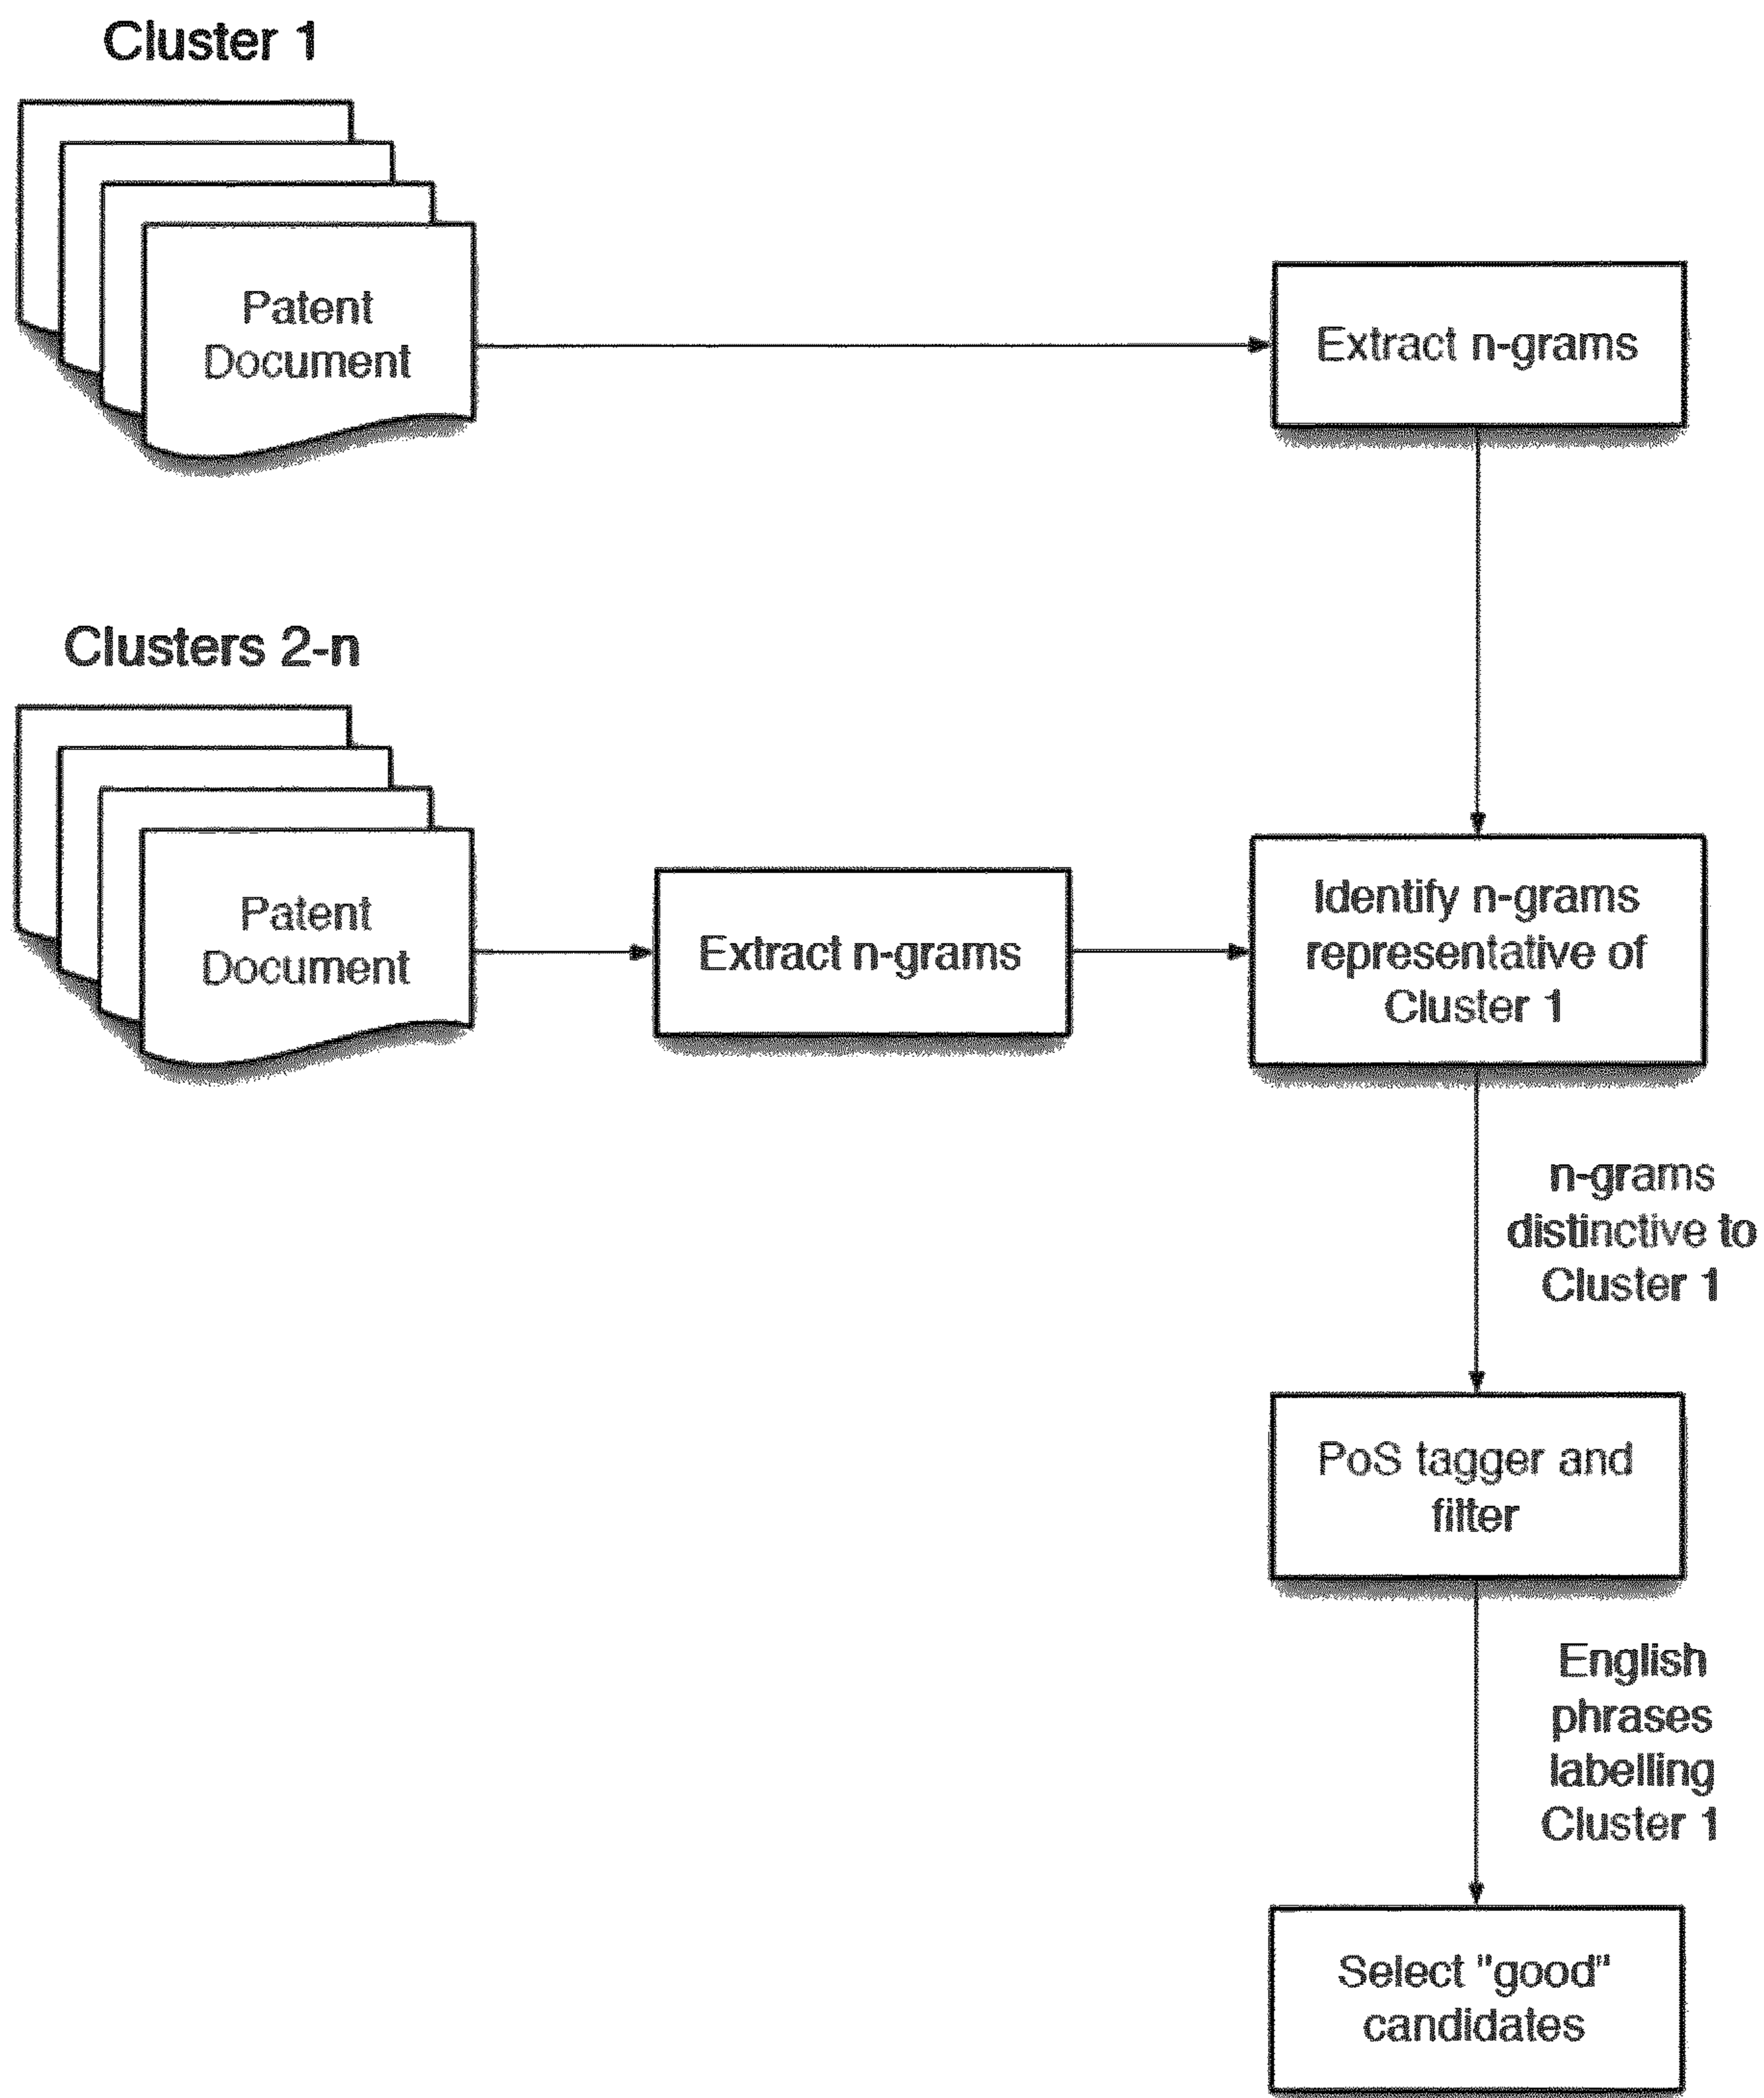 Cluster 1
Patent
Document
Extract n-grams
Clusters 2-n
Patent
Document
Extract n-grams
Identify n-grams
representative of
Cluster 1
n-grams
distinctive to
Cluster 1
PoS tagger and
filter
English
phrases
labelling
Cluster 1
Select "good"
candidates